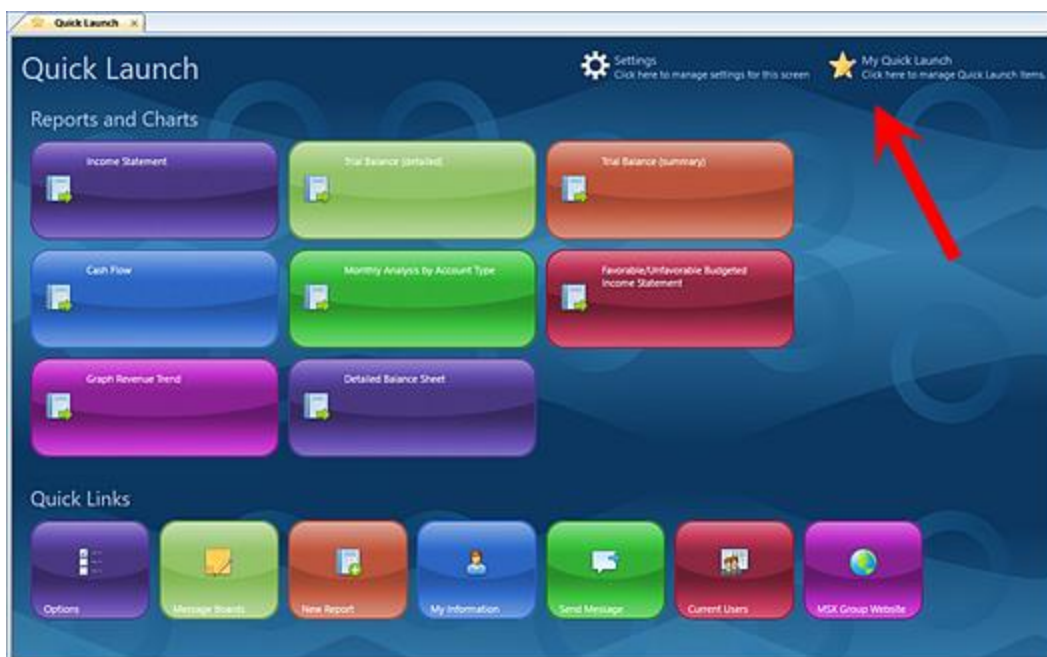 Quick Launch
Quick Launch
Settings
Click here to manage settings for this screen
My Quick Launch
Click here to manage Quick Launch Items.
Reports and Charts
Income Statement
Trial Balance (detailed)
Trial Balance (summary)
Cash Flow
Monthly Analysis by Account Type
Favorable/Unfavorable Budgeted
Income Statement
Graph Revenue Trend
Detailed Balance Sheet
Quick Links
Options
Message Boards
New Report
My Information
Send Message
Current Users
MSX Group Website